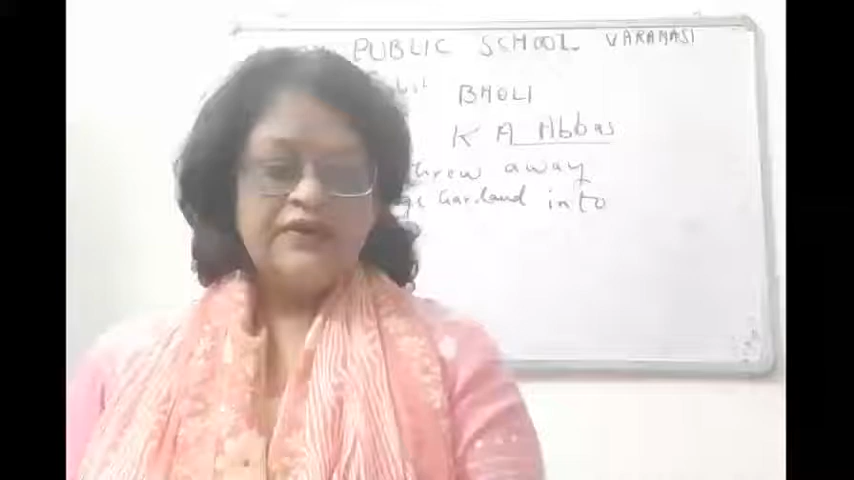 PUBLIC SCHOOL VARANASI
BHOLI
K A Abbas
threw away
garland into